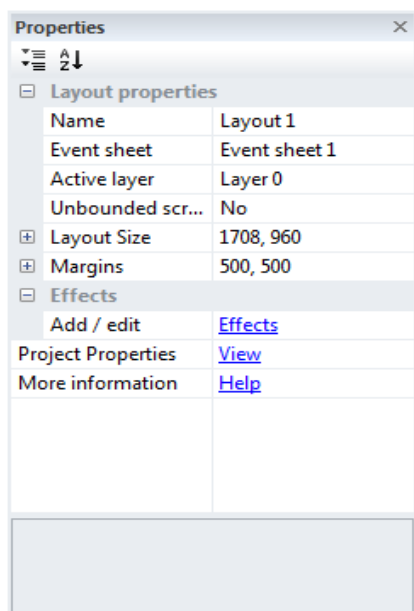 Properties
Layout properties
Name Layout 1
Event sheet Event sheet 1
Active layer Layer 0
Unbounded scr... No
Layout Size 1708, 960
Margins 500, 500
Effects
Add / edit Effects
Project Properties View
More information Help